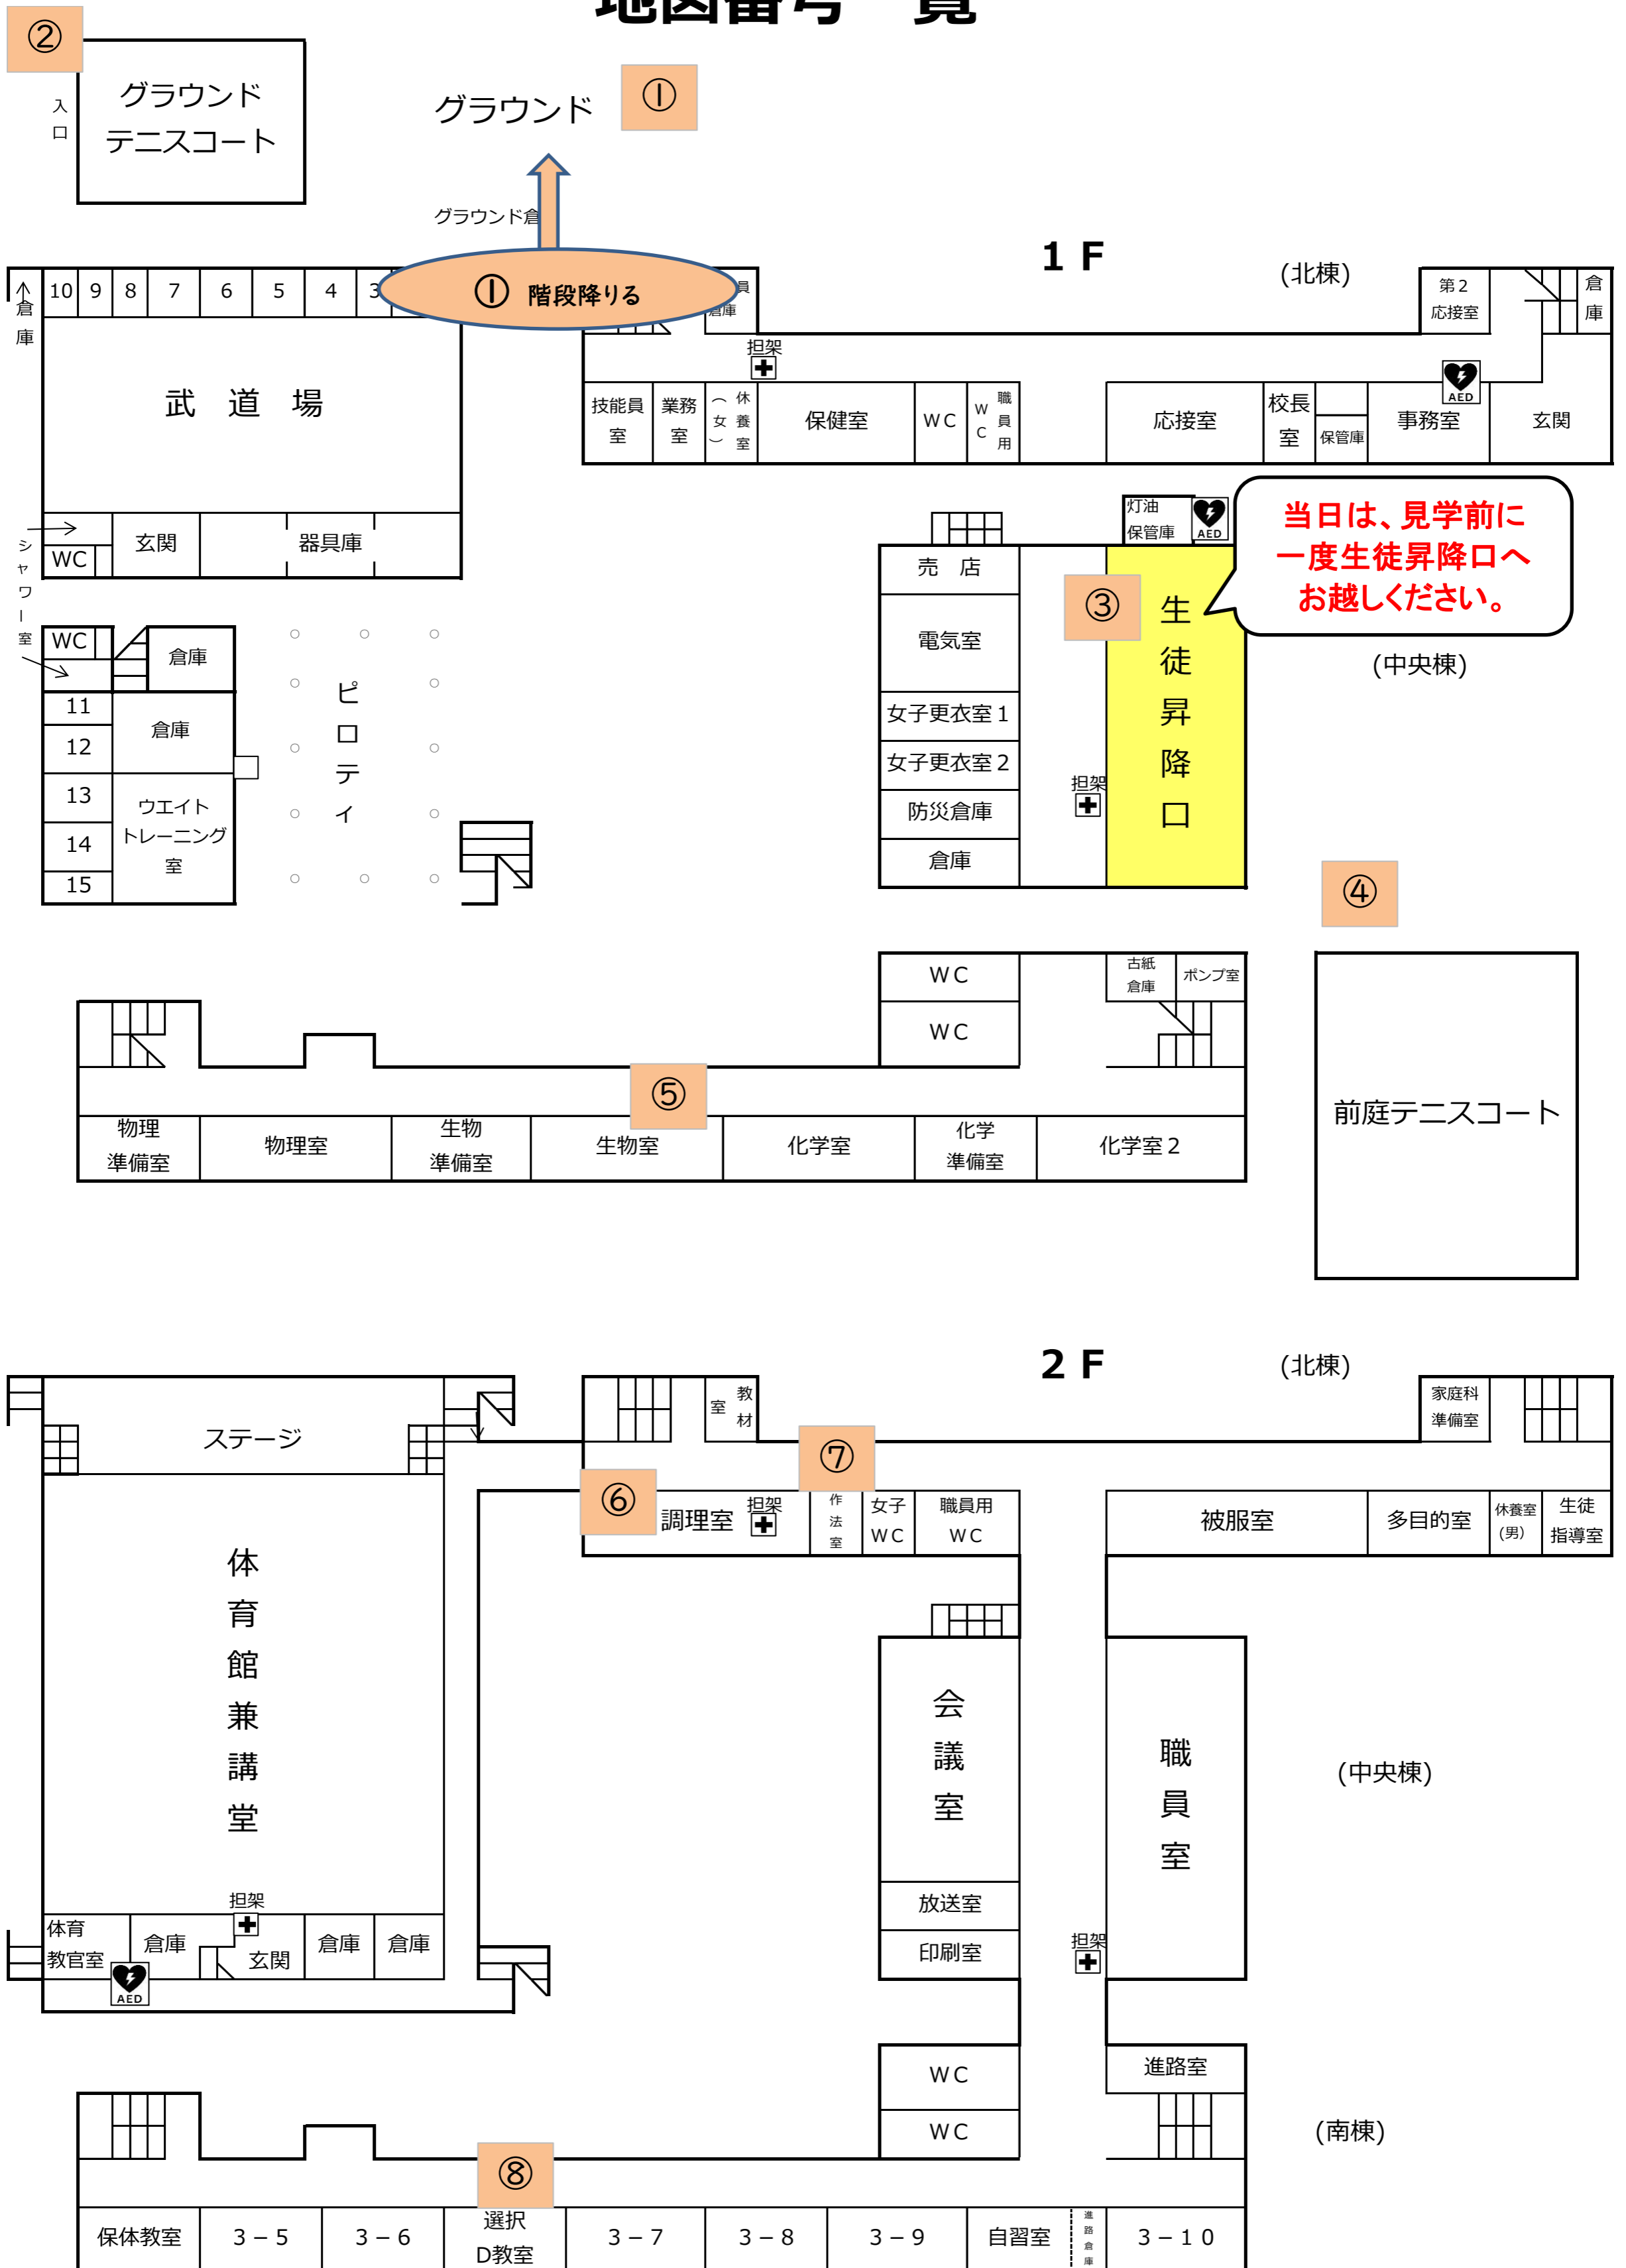 地図番号一覧
②
グラウンド
テニスコート
入口
グラウンド
①
グラウンド倉
① 階段降りる
1 F
(北棟)
倉庫
10 9 8 7 6 5 4 3
員
倉庫
第2
応接室
倉庫
武 道 場
担架
技能員
室
業務
室
休養室
(女)
保健室
WC
職員用
WC
応接室
校長
室
保管庫
事務室
AED
玄関
シャワー室
WC
玄関
器具庫
灯油
保管庫
AED
当日は、見学前に
一度生徒昇降口へ
お越しください。
売 店
電気室
女子更衣室1
女子更衣室2
防災倉庫
倉庫
③
生徒昇降口
担架
(中央棟)
WC
倉庫
11
12
13
14
15
倉庫
ウエイト
トレーニング
室
ピロティ
④
前庭テニスコート
WC
WC
古紙
倉庫
ポンプ室
⑤
物理
準備室
物理室
生物
準備室
生物室
化学室
化学
準備室
化学室2
2 F
(北棟)
ステージ
教材
室
家庭科
準備室
⑥
⑦
調理室
担架
作法室
女子
WC
職員用
WC
被服室
多目的室
休養室
(男)
生徒
指導室
体育館兼講堂
会議室
職員室
(中央棟)
放送室
印刷室
担架
担架
体育
教官室
AED
倉庫
玄関
倉庫
倉庫
WC
WC
進路室
(南棟)
⑧
保体教室
3－5
3－6
選択
D教室
3－7
3－8
3－9
自習室
進路倉庫
3－10